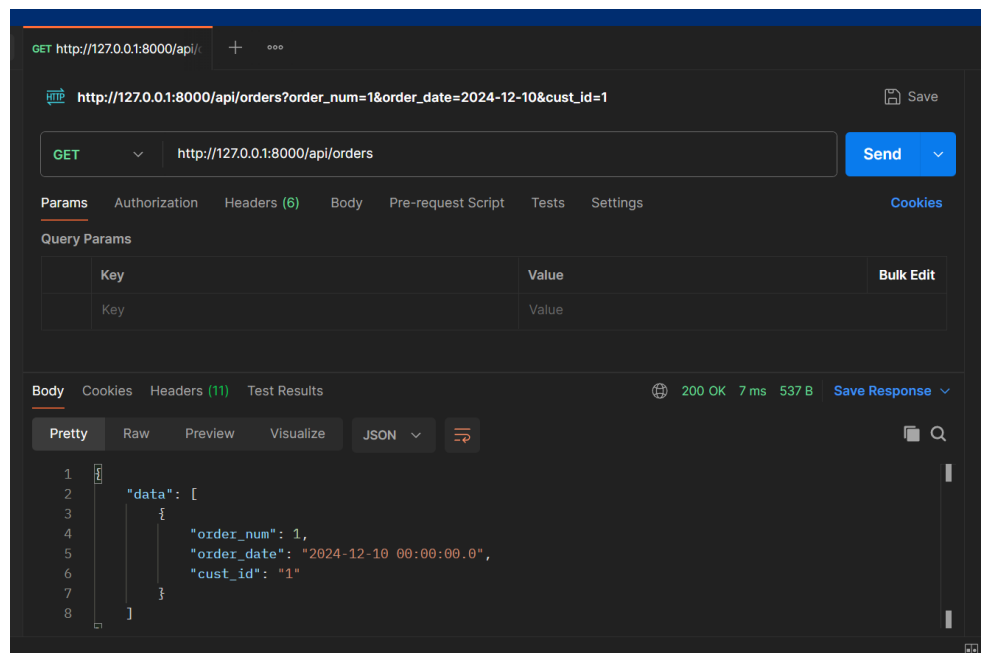 GET http://127.0.0.1:8000/api/
HTTP http://127.0.0.1:8000/api/orders?order_num=1&order_date=2024-12-10&cust_id=1 Save
GET http://127.0.0.1:8000/api/orders Send
Params Authorization Headers (6) Body Pre-request Script Tests Settings Cookies
Query Params
Key Value Bulk Edit
Key Value
Body Cookies Headers (11) Test Results 200 OK 7 ms 537 B Save Response
Pretty Raw Preview Visualize JSON
1 {
2 "data": [
3 {
4 "order_num": 1,
5 "order_date": "2024-12-10 00:00:00.0",
6 "cust_id": "1"
7 }
8 ]